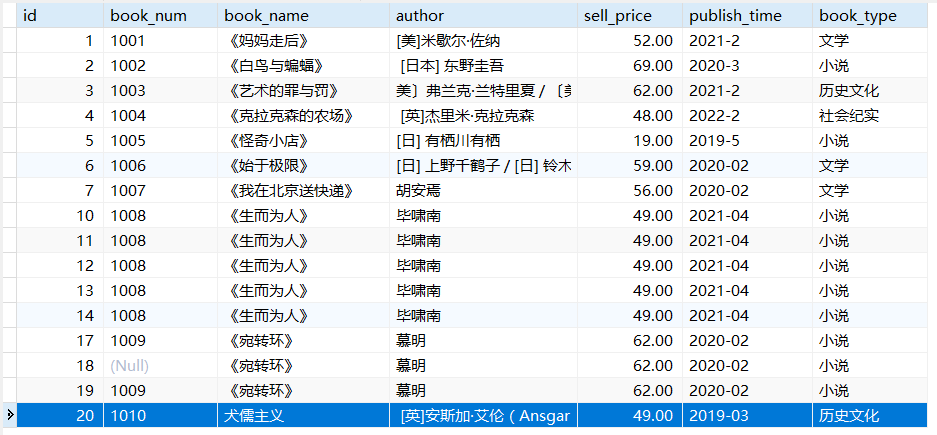 id book_num book_name author sell_price publish_time book_type
1 1001 《妈妈走后》 [美]米歇尔·佐纳 52.00 2021-2 文学
2 1002 《白鸟与蝙蝠》 [日本] 东野圭吾 69.00 2020-3 小说
3 1003 《艺术的罪与罚》 美〕弗兰克·兰特里夏 / 〔美 62.00 2021-2 历史文化
4 1004 《克拉克森的农场》 [英]杰里米·克拉克森 48.00 2022-2 社会纪实
5 1005 《怪奇小店》 [日] 有栖川有栖 19.00 2019-5 小说
6 1006 《始于极限》 [日] 上野千鹤子 / [日] 铃木 59.00 2020-02 文学
7 1007 《我在北京送快递》 胡安焉 56.00 2020-02 文学
10 1008 《生而为人》 毕啸南 49.00 2021-04 小说
11 1008 《生而为人》 毕啸南 49.00 2021-04 小说
12 1008 《生而为人》 毕啸南 49.00 2021-04 小说
13 1008 《生而为人》 毕啸南 49.00 2021-04 小说
14 1008 《生而为人》 毕啸南 49.00 2021-04 小说
17 1009 《宛转环》 慕明 62.00 2020-02 小说
18 (Null) 《宛转环》 慕明 62.00 2020-02 小说
19 1009 《宛转环》 慕明 62.00 2020-02 小说
20 1010 犬儒主义 [英]安斯加·艾伦（Ansgar 49.00 2019-03 历史文化